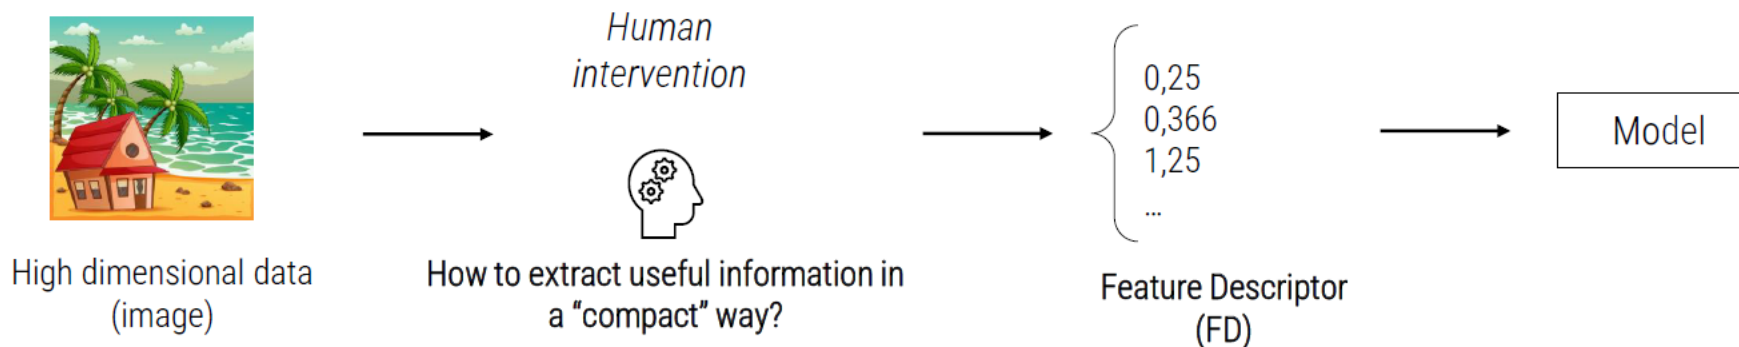 High dimensional data
(image)
Human
intervention
How to extract useful information in
a “compact” way?
0,25
0,366
1,25
...
Feature Descriptor
(FD)
Model